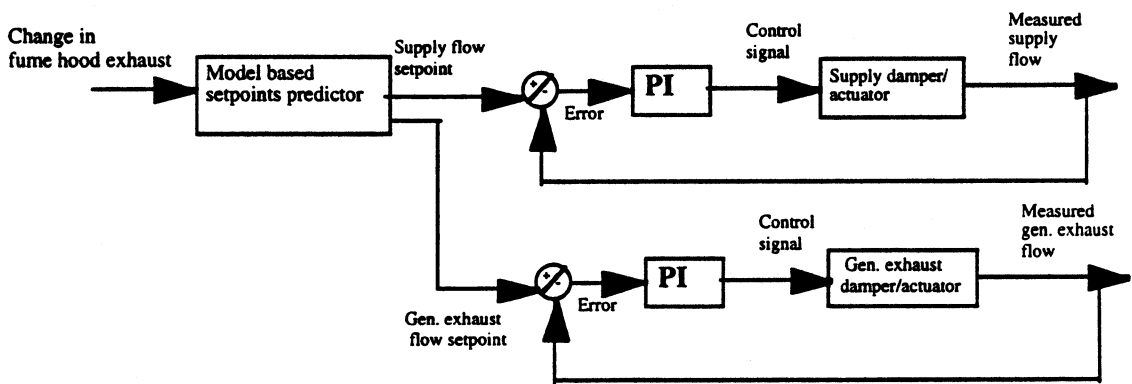 Change in
fume hood exhaust
Model based
setpoints predictor
Supply flow
setpoint
+
-
Error
PI
Control
signal
Supply damper/
actuator
Measured
supply
flow
Gen. exhaust
flow setpoint
+
-
Error
PI
Control
signal
Gen. exhaust
damper/actuator
Measured
gen. exhaust
flow